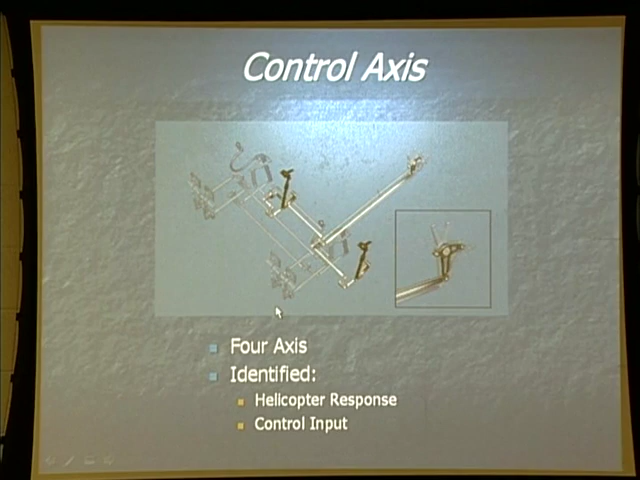 Control Axis
Four Axis
Identified:
Helicopter Response
Control Input